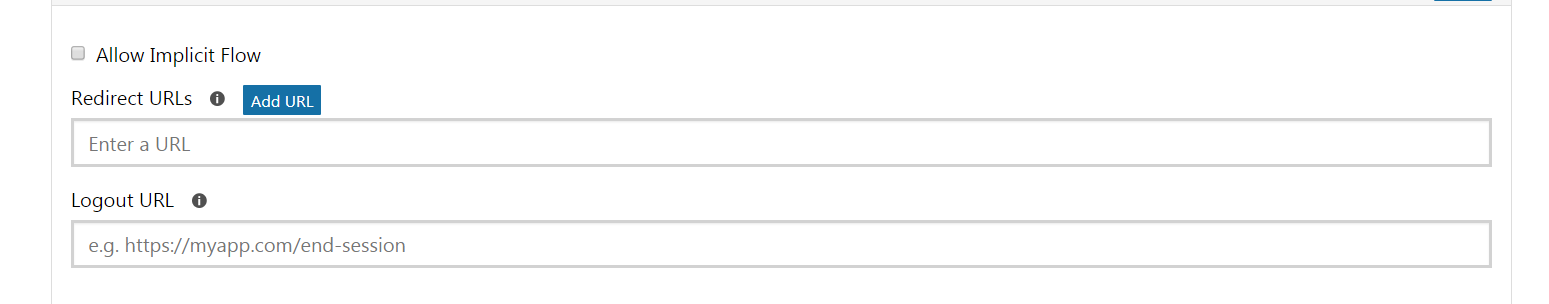 Allow Implicit Flow
Redirect URLs Add URL
Enter a URL
Logout URL
e.g. https://myapp.com/end-session